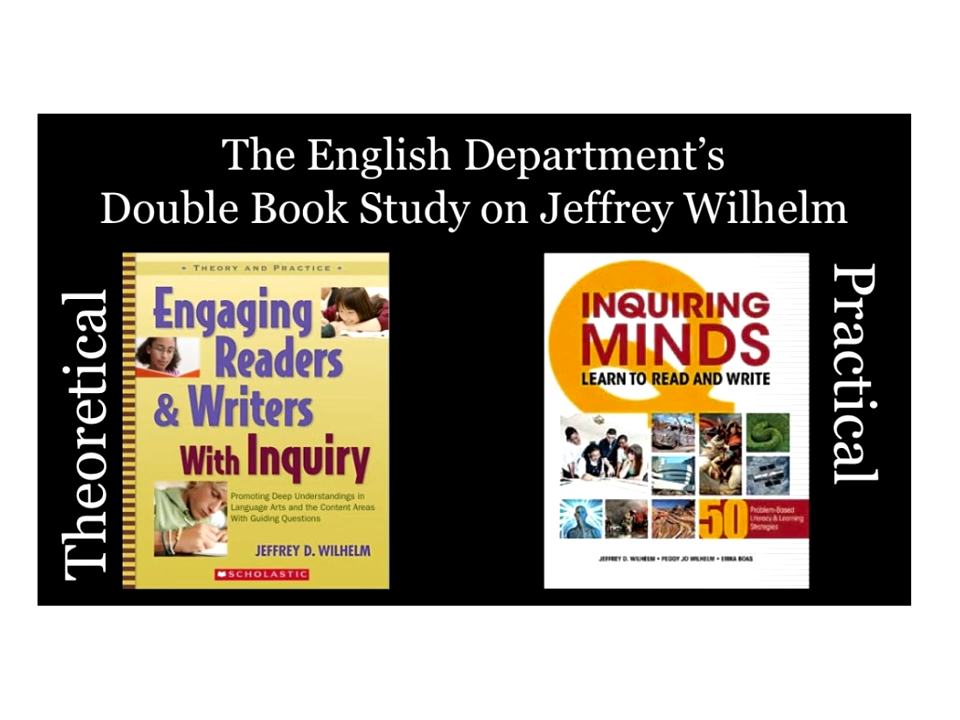 The English Department’s
Double Book Study on Jeffrey Wilhelm
Theoretical
• THEORY AND PRACTICE •
Engaging
Readers
& Writers
With Inquiry
Promoting Deep Understandings in
Language Arts and the Content Areas
With Guiding Questions
JEFFREY D. WILHELM
SCHOLASTIC
Practical
Q
INQUIRING
MINDS
LEARN TO READ AND WRITE
50
Problem-Based
Literacy & Learning
Strategies
JEFFREY D. WILHELM • PEGGY JO WILHELM • ERIKA BOAS